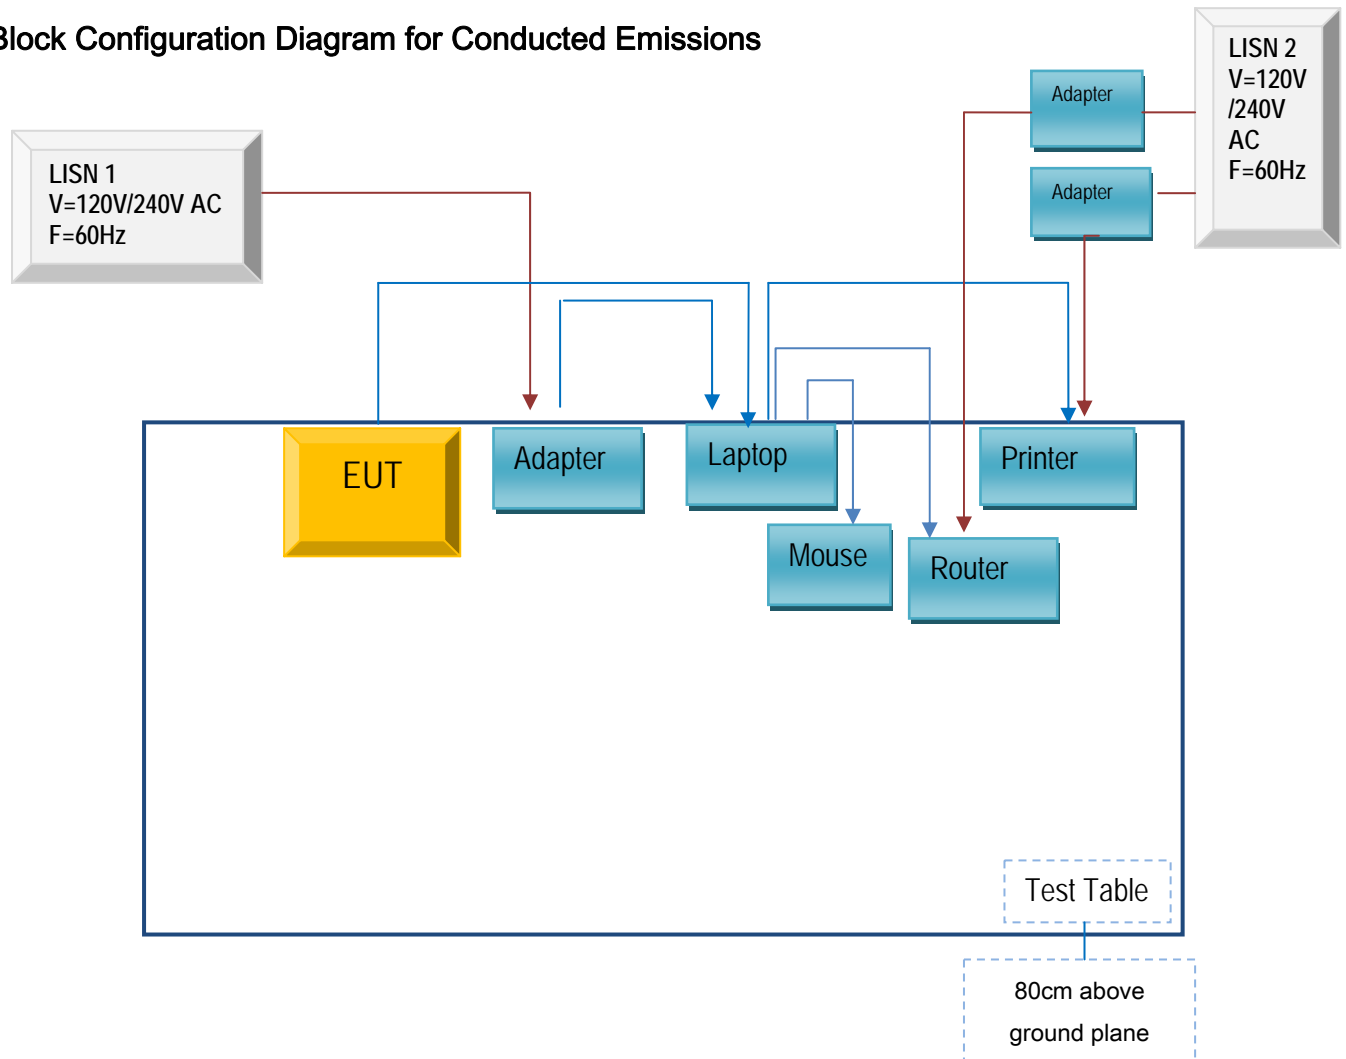 Block Configuration Diagram for Conducted Emissions
LISN 2
V=120V
/240V
AC
F=60Hz
Adapter
Adapter
LISN 1
V=120V/240V AC
F=60Hz
EUT
Adapter
Laptop
Printer
Mouse
Router
Test Table
80cm above
ground plane